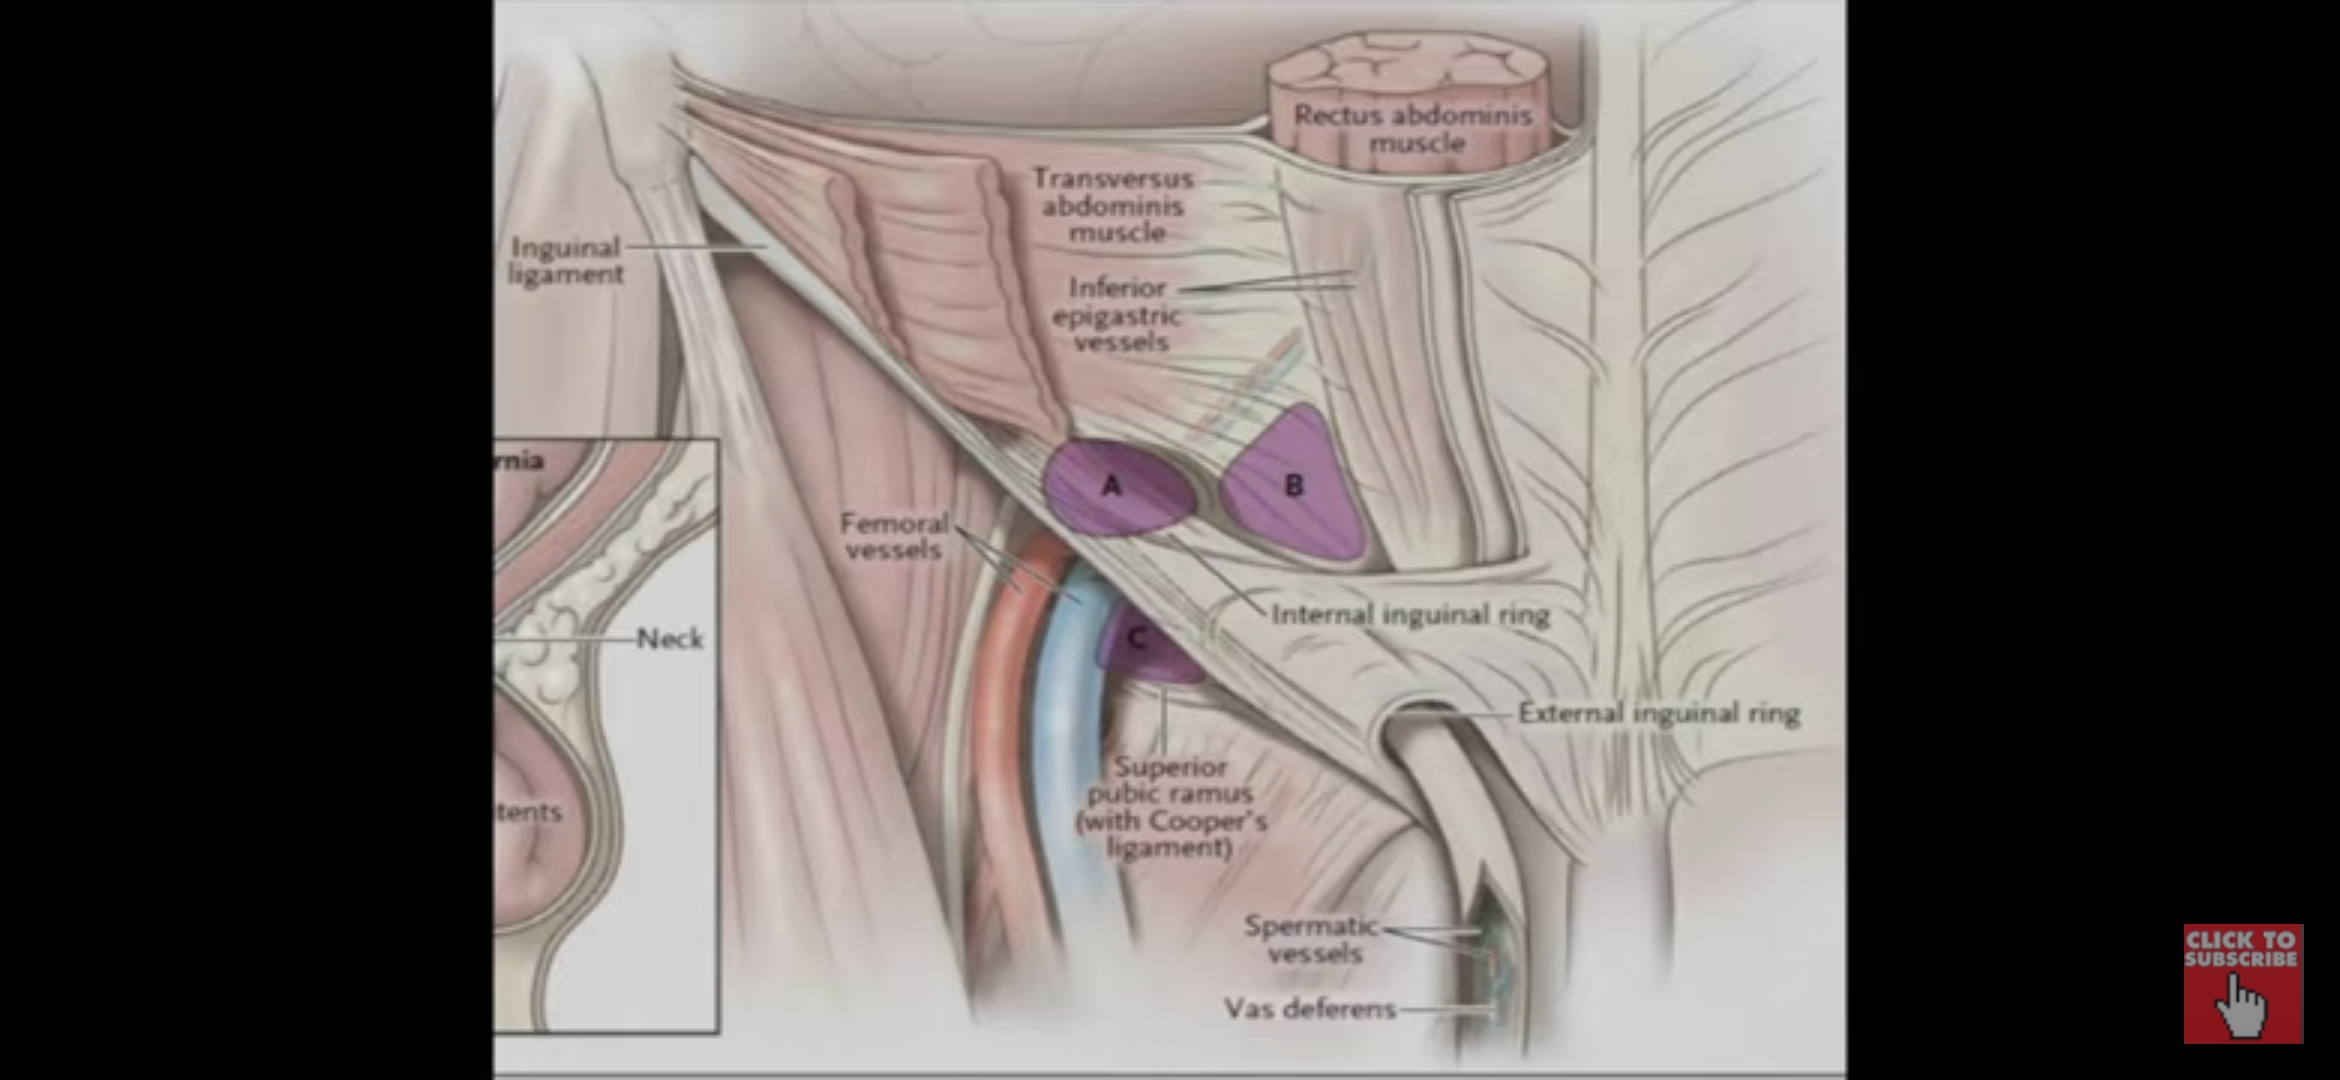 Rectus abdominis
muscle
Transversus
abdominis
muscle
Inguinal
ligament
Inferior
epigastric
vessels
rnia
A
B
Femoral
vessels
Internal inguinal ring
C
Neck
External inguinal ring
Superior
pubic ramus
(with Cooper's
ligament)
tents
Spermatic
vessels
Vas deferens
CLICK TO
SUBSCRIBE